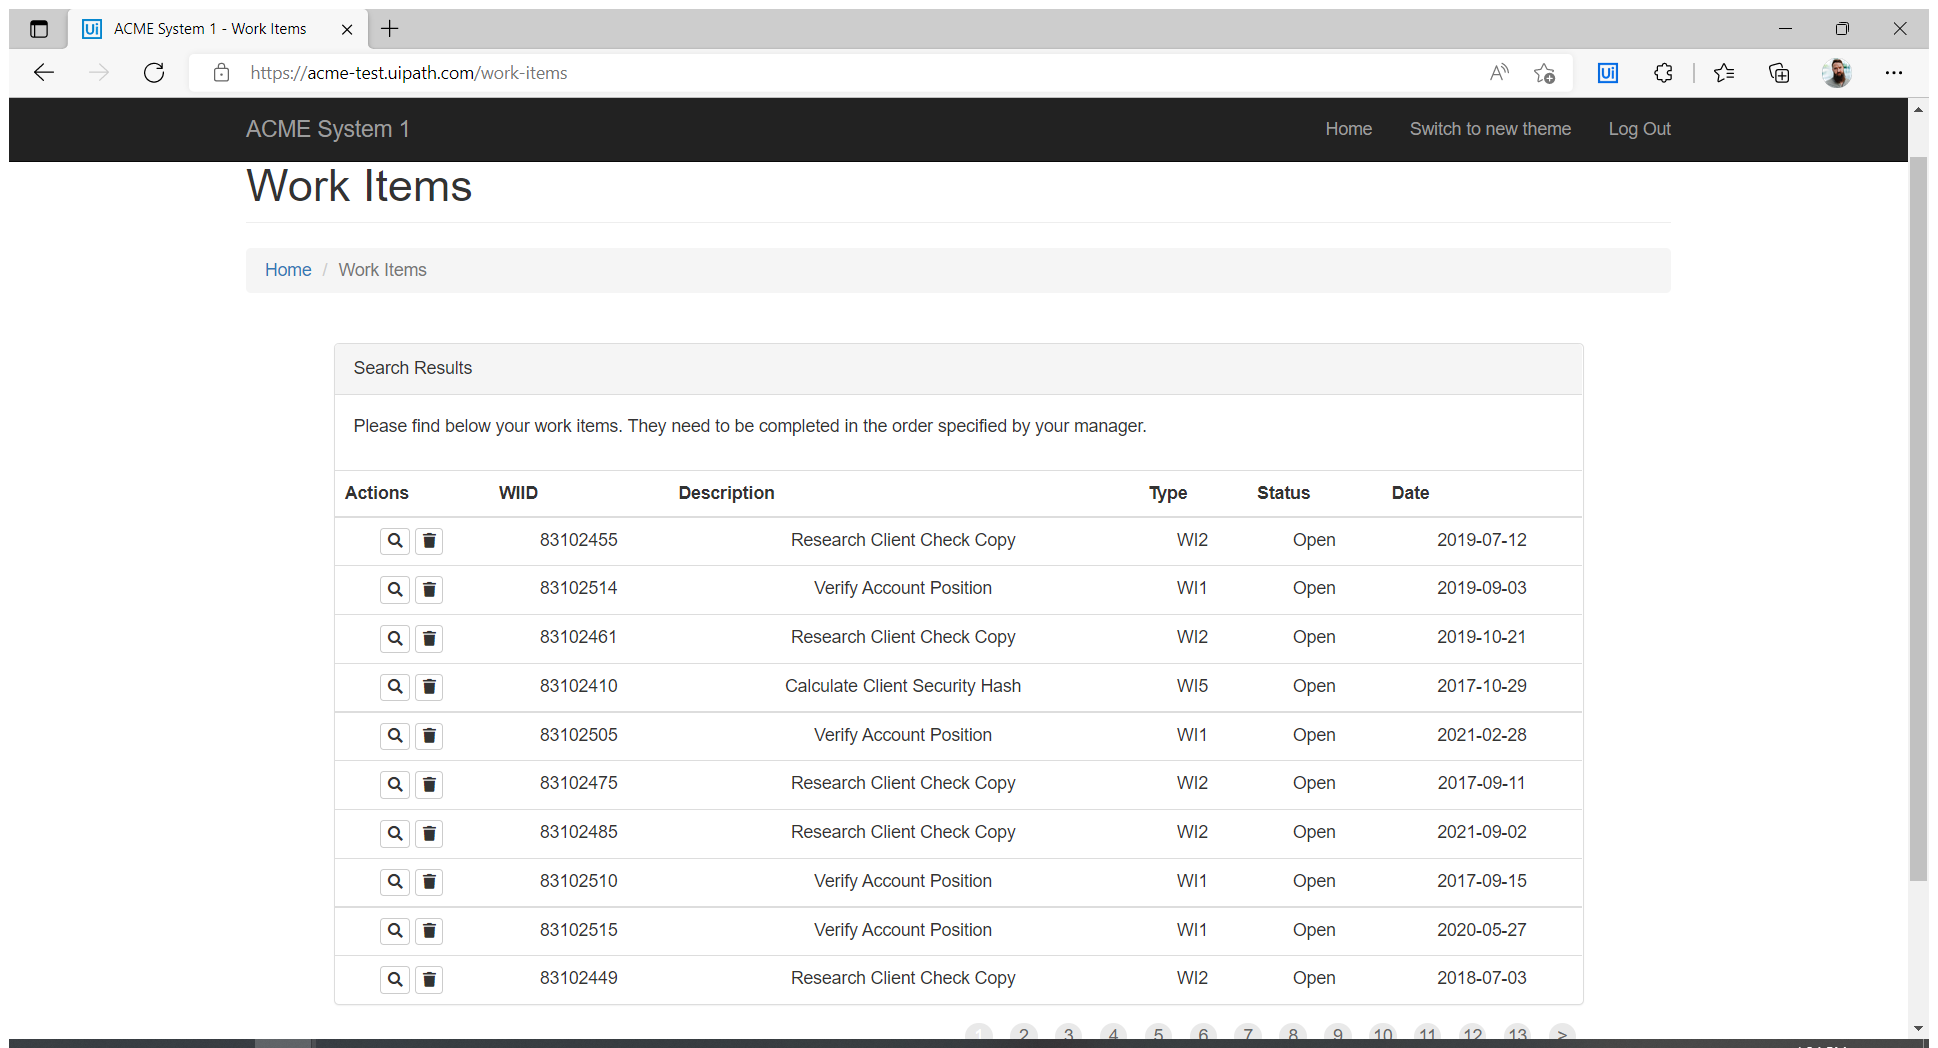 Ui ACME System 1 - Work Items
https://acme-test.uipath.com/work-items Ui
ACME System 1 Home Switch to new theme Log Out
Work Items
Home / Work Items
Search Results
Please find below your work items. They need to be completed in the order specified by your manager.
Actions WIID Description Type Status Date
83102455 Research Client Check Copy WI2 Open 2019-07-12
83102514 Verify Account Position WI1 Open 2019-09-03
83102461 Research Client Check Copy WI2 Open 2019-10-21
83102410 Calculate Client Security Hash WI5 Open 2017-10-29
83102505 Verify Account Position WI1 Open 2021-02-28
83102475 Research Client Check Copy WI2 Open 2017-09-11
83102485 Research Client Check Copy WI2 Open 2021-09-02
83102510 Verify Account Position WI1 Open 2017-09-15
83102515 Verify Account Position WI1 Open 2020-05-27
83102449 Research Client Check Copy WI2 Open 2018-07-03
1 2 3 4 5 6 7 8 9 10 11 12 13 >